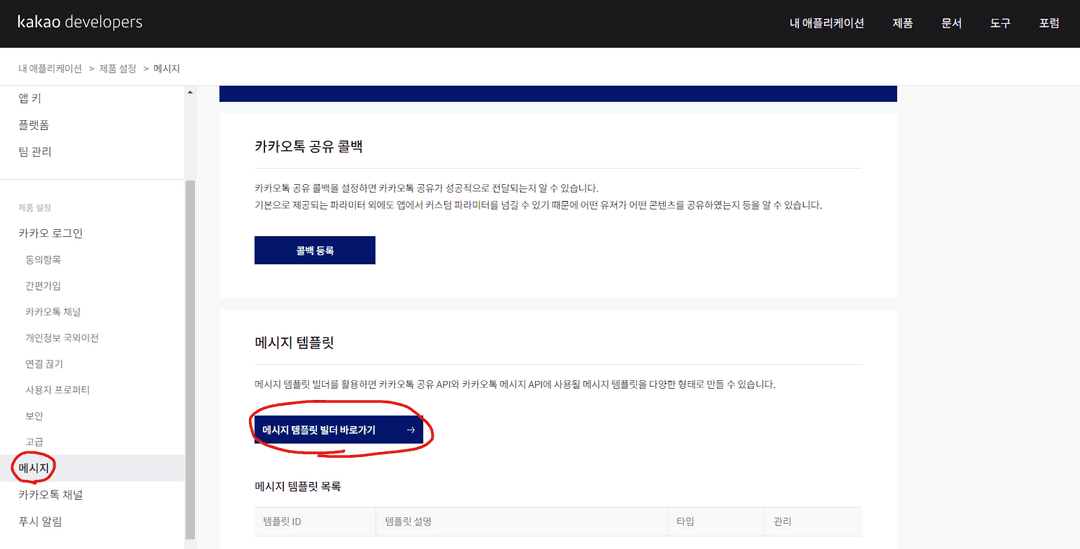 kakao developers
내 애플리케이션 제품 문서 도구 포럼
내 애플리케이션 > 제품 설정 > 메시지
앱 키
플랫폼
팀 관리
제품 설정
카카오 로그인
동의항목
간편가입
카카오톡 채널
개인정보 국외이전
연결 끊기
사용자 프로퍼티
보안
고급
메시지
카카오톡 채널
푸시 알림
카카오톡 공유 콜백
카카오톡 공유 콜백을 설정하면 카카오톡 공유가 성공적으로 전달되는지 알 수 있습니다.
기본으로 제공되는 파라미터 외에도 앱에서 커스텀 파라미터를 넘길 수 있기 때문에 어떤 유저가 어떤 콘텐츠를 공유하였는지 등을 알 수 있습니다.
콜백 등록
메시지 템플릿
메시지 템플릿 빌더를 활용하면 카카오톡 공유 API와 카카오톡 메시지 API에 사용될 메시지 템플릿을 다양한 형태로 만들 수 있습니다.
메시지 템플릿 빌더 바로가기 →
메시지 템플릿 목록
템플릿 ID 템플릿 설명 타입 관리